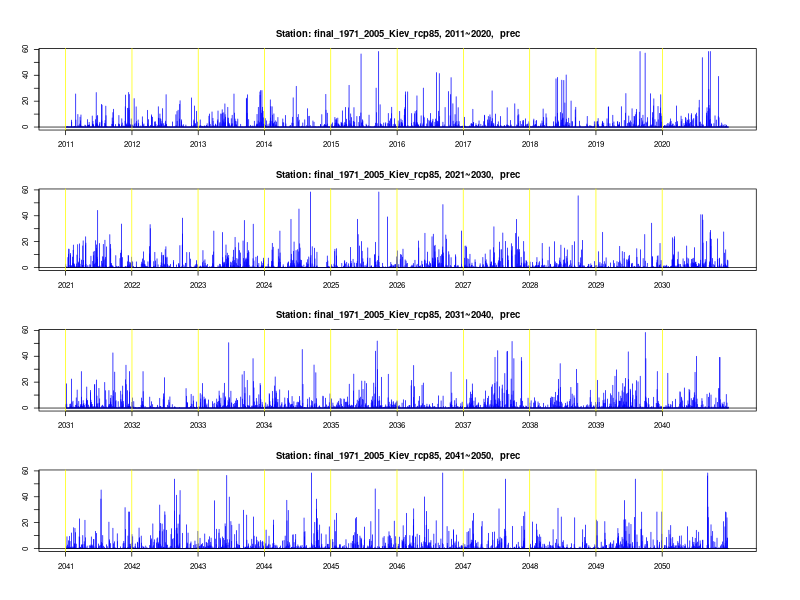 Station: final_1971_2005_Kiev_rcp85, 2011~2020, prec
60
40
20
0
2011 2012 2013 2014 2015 2016 2017 2018 2019 2020
Station: final_1971_2005_Kiev_rcp85, 2021~2030, prec
60
40
20
0
2021 2022 2023 2024 2025 2026 2027 2028 2029 2030
Station: final_1971_2005_Kiev_rcp85, 2031~2040, prec
60
40
20
0
2031 2032 2033 2034 2035 2036 2037 2038 2039 2040
Station: final_1971_2005_Kiev_rcp85, 2041~2050, prec
60
40
20
0
2041 2042 2043 2044 2045 2046 2047 2048 2049 2050